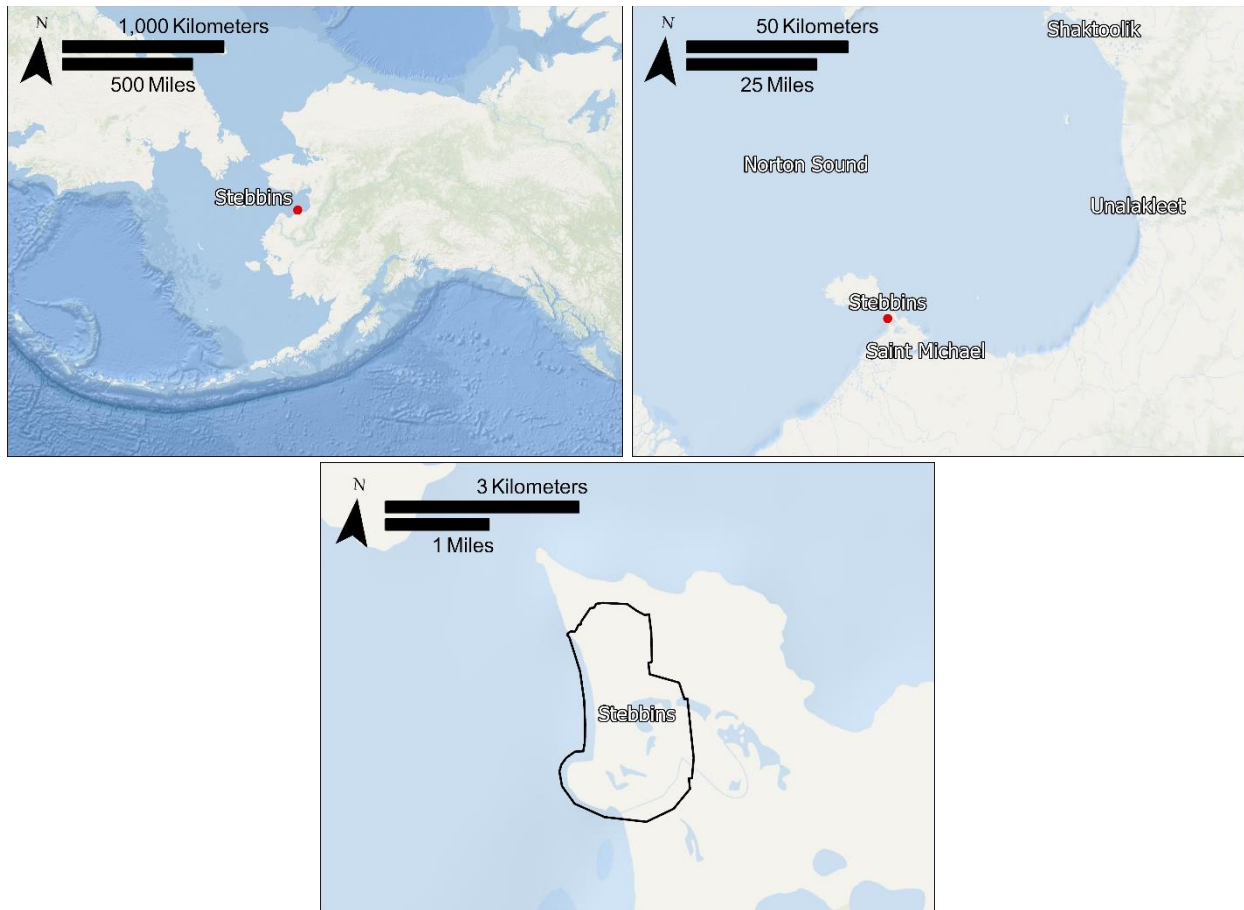 N
1,000 Kilometers
500 Miles
Stebbins
N
50 Kilometers
25 Miles
Shaktoolik
Norton Sound
Unalakleet
Stebbins
Saint Michael
N
3 Kilometers
1 Miles
Stebbins